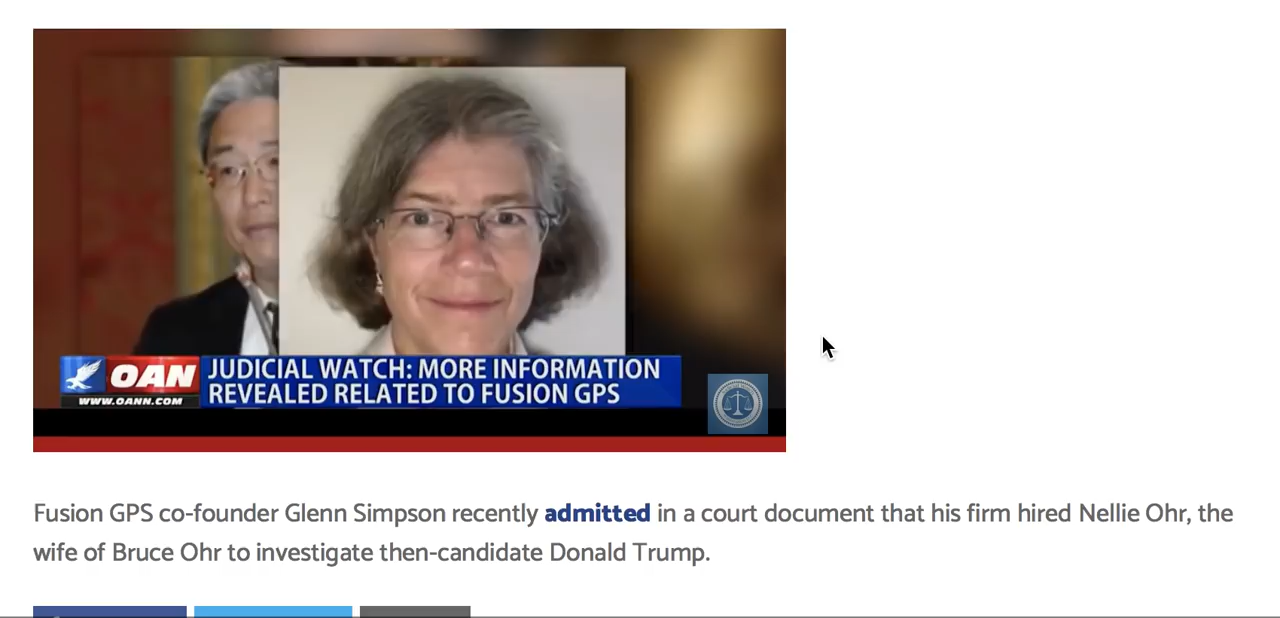 OAN
WWW.OANN.COM
JUDICIAL WATCH: MORE INFORMATION
REVEALED RELATED TO FUSION GPS
Fusion GPS co-founder Glenn Simpson recently admitted in a court document that his firm hired Nellie Ohr, the
wife of Bruce Ohr to investigate then-candidate Donald Trump.